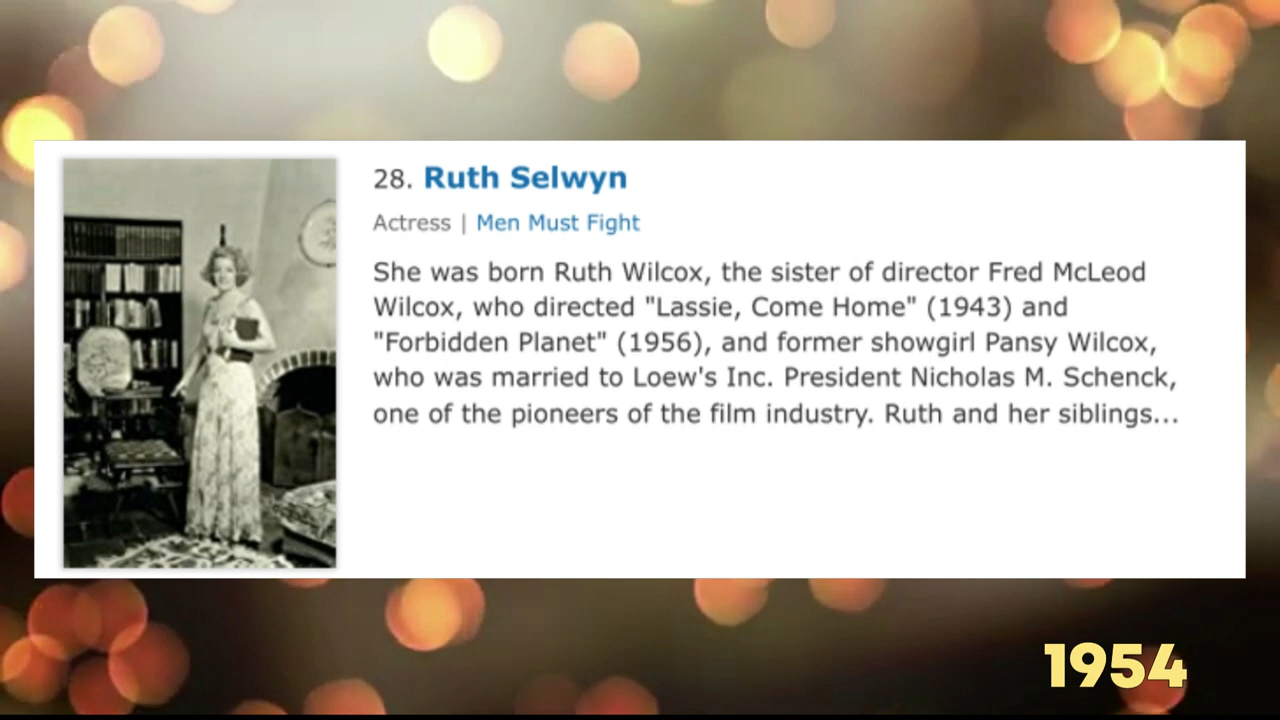 28. Ruth Selwyn
Actress | Men Must Fight
She was born Ruth Wilcox, the sister of director Fred McLeod
Wilcox, who directed "Lassie, Come Home" (1943) and
"Forbidden Planet" (1956), and former showgirl Pansy Wilcox,
who was married to Loew's Inc. President Nicholas M. Schenck,
one of the pioneers of the film industry. Ruth and her siblings...
1954